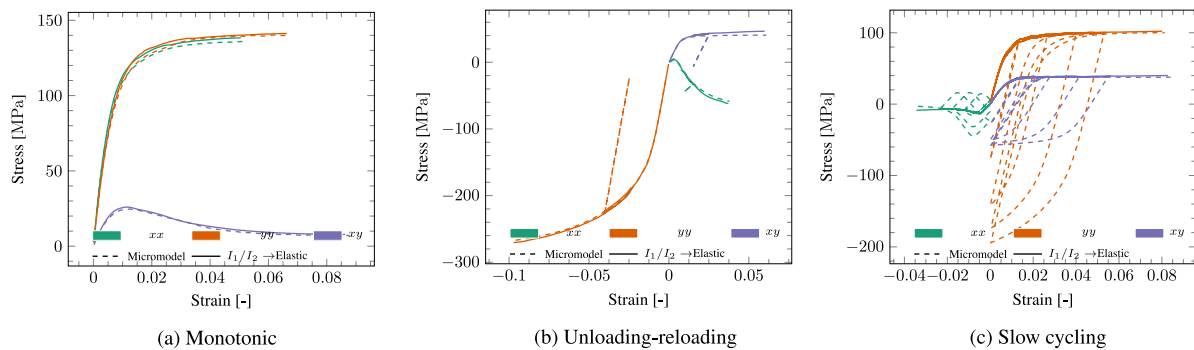 150
100
50
0
Stress [MPa]
0
0.02
0.04
0.06
0.08
Strain [-]
xx
yy
xy
Micromodel
I₁/I₂ →Elastic
(a) Monotonic
0
−100
−200
−300
Stress [MPa]
−0.1
−0.05
0
0.05
Strain [-]
xx
yy
xy
Micromodel
I₁/I₂ →Elastic
(b) Unloading-reloading
100
0
−100
−200
Stress [MPa]
−0.04
−0.02
0
0.02
0.04
0.06
0.08
Strain [-]
xx
yy
xy
Micromodel
I₁/I₂ →Elastic
(c) Slow cycling